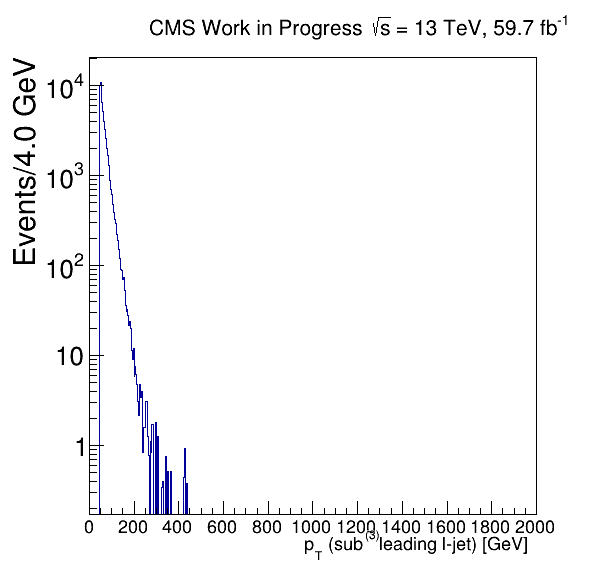 CMS Work in Progress √s = 13 TeV, 59.7 fb⁻¹
Events/4.0 GeV
10⁴
10³
10²
10
1
0 200 400 600 800 1000 1200 1400 1600 1800 2000
p_T (sub⁽³⁾leading l-jet) [GeV]